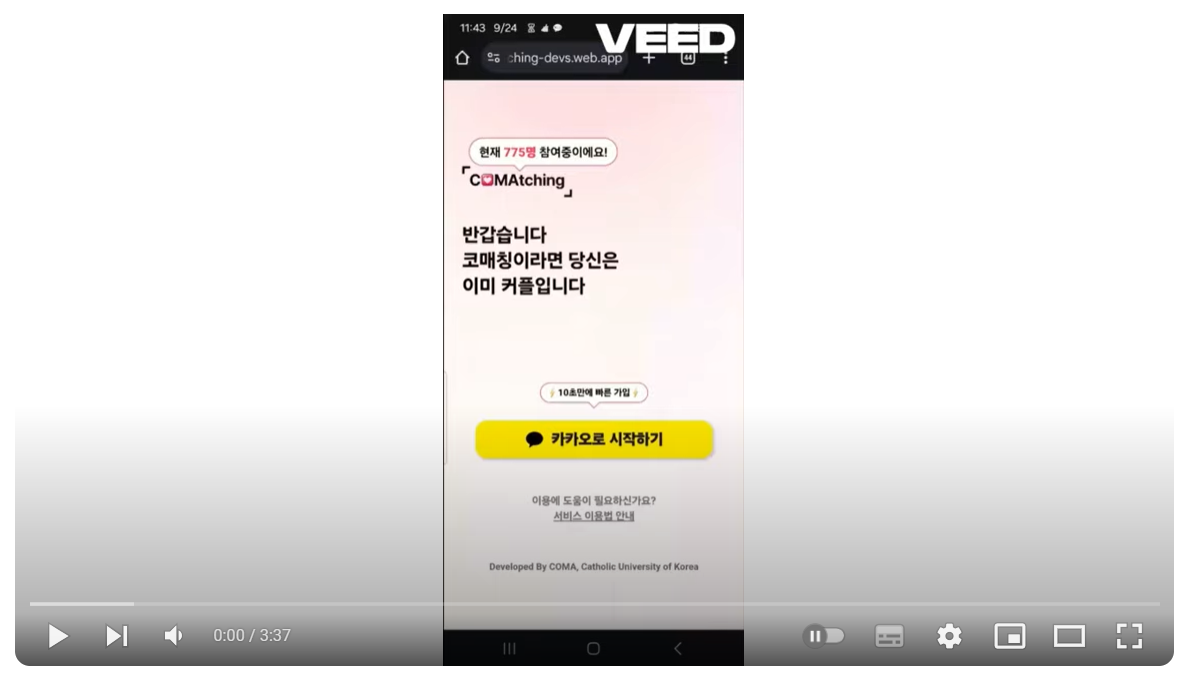 11:43 9/24
VEED
ching-devs.web.app
44
현재 775명 참여중이에요!
COMAtching
반갑습니다
코매칭이라면 당신은
이미 커플입니다
10초만에 빠른 가입
카카오로 시작하기
이용에 도움이 필요하신가요?
서비스 이용법 안내
Developed By COMA, Catholic University of Korea
0:00 / 3:37